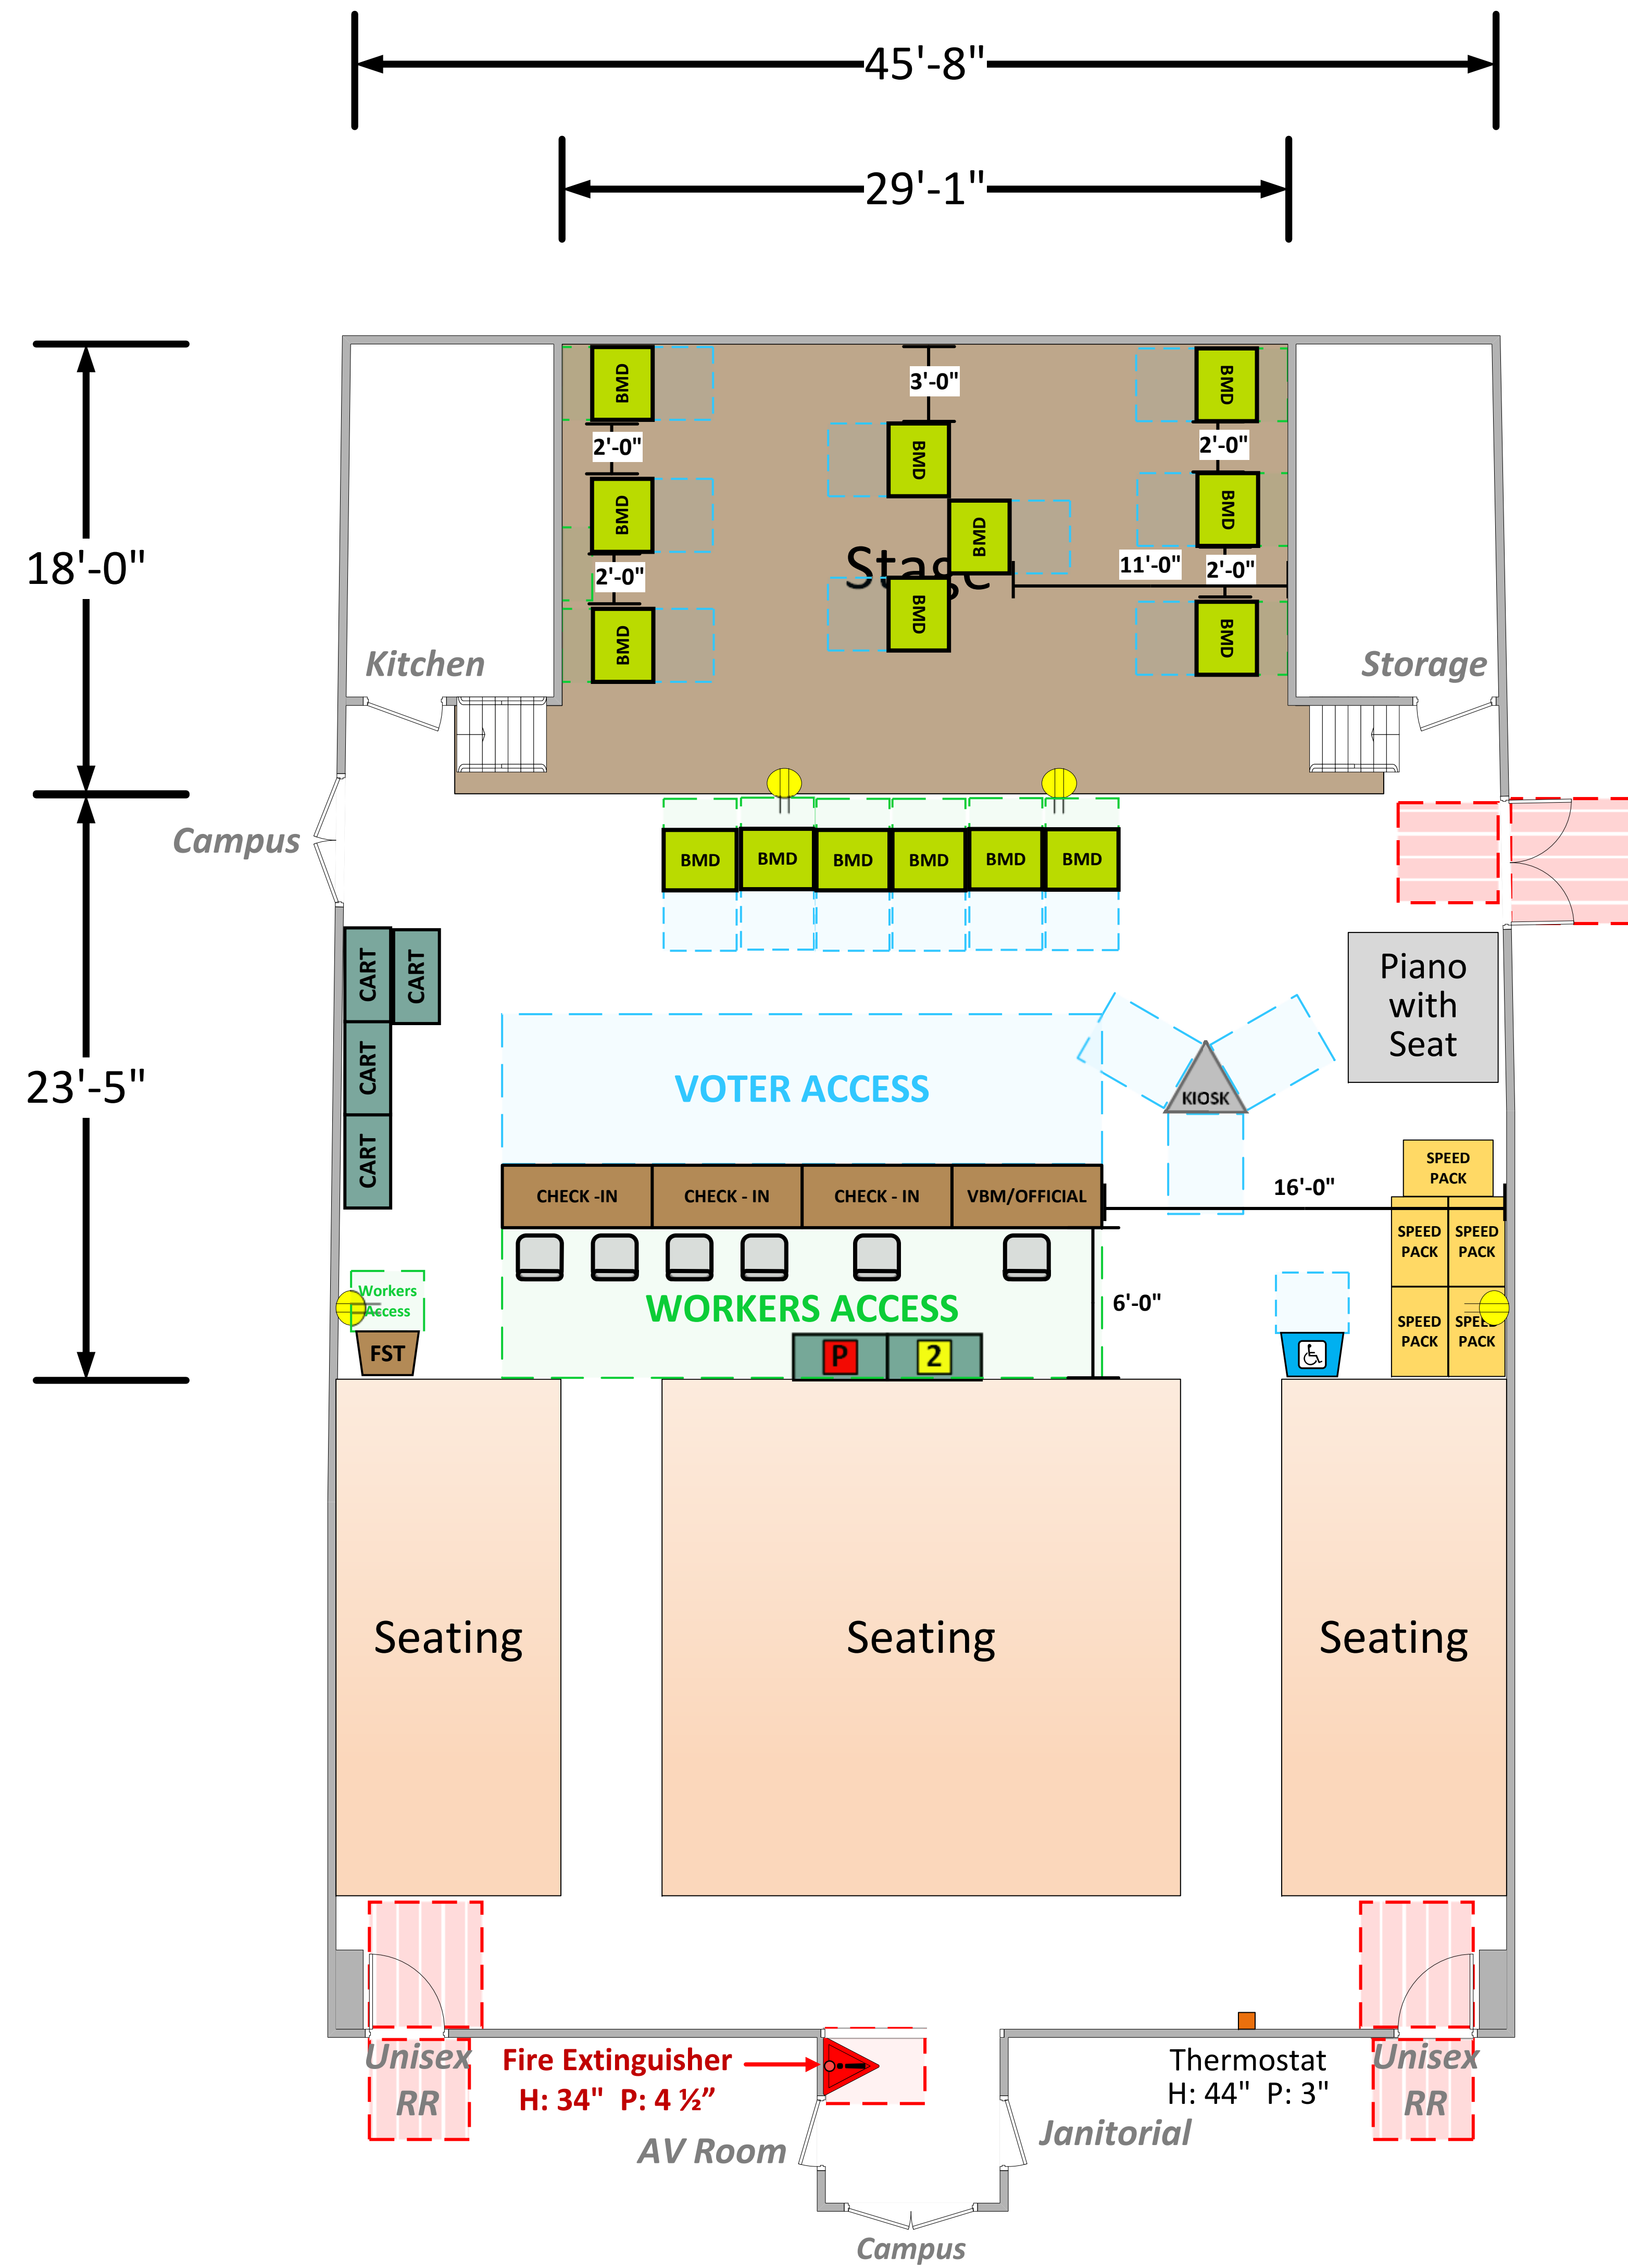 45'-8"
29'-1"
18'-0"
23'-5"
BMD
BMD
3'-0"
2'-0"
BMD
2'-0"
BMD
BMD
BMD
Stage
11'-0"
2'-0"
2'-0"
BMD
BMD
BMD
Kitchen
Storage
Campus
BMD
BMD
BMD
BMD
BMD
BMD
CART
CART
CART
CART
Piano
with
Seat
VOTER ACCESS
KIOSK
CHECK -IN
CHECK - IN
CHECK - IN
VBM/OFFICIAL
16'-0"
SPEED
PACK
SPEED
PACK
SPEED
PACK
SPEED
PACK
SPEED
PACK
Workers
Access
FST
WORKERS ACCESS
6'-0"
P
2
Seating
Seating
Seating
Unisex
RR
Fire Extinguisher
H: 34" P: 4 ½”
Thermostat
H: 44" P: 3"
Unisex
RR
AV Room
Janitorial
Campus